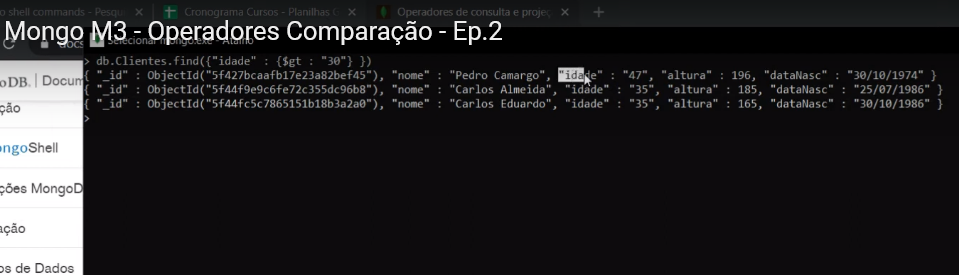 o shell commands - Pesqu
Cronograma Cursos - Planilhas G
Operadores de consulta e projeç
Mongo M3 - Operadores Comparação - Ep.2
Selecionar mongo.exe - Atalho
docs
oDB. Docum
ção
ongoShell
ções MongoD
ação
os de Dados
> db.Clientes.find({"idade" : {$gt : "30"} })
{ "_id" : ObjectId("5f427bcaafb17e23a82bef45"), "nome" : "Pedro Camargo", "idade" : "47", "altura" : 196, "dataNasc" : "30/10/1974" }
{ "_id" : ObjectId("5f44f9e9c6fe72c355dc96b8"), "nome" : "Carlos Almeida", "idade" : "35", "altura" : 185, "dataNasc" : "25/07/1986" }
{ "_id" : ObjectId("5f44fc5c7865151b18b3a2a0"), "nome" : "Carlos Eduardo", "idade" : "35", "altura" : 165, "dataNasc" : "30/10/1986" }
>